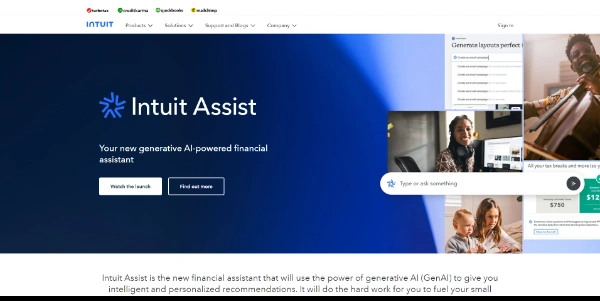 turbotax creditkarma quickbooks mailchimp
INTUIT Products Solutions Support and Blogs Company Sign in
Intuit Assist
Your new generative AI-powered financial
assistant
Watch the launch Find out more
Generate layouts perfect
Type or ask something
All your tax breaks and more
$750
$12
Intuit Assist is the new financial assistant that will use the power of generative AI (GenAI) to give you
intelligent and personalized recommendations. It will do the hard work for you to fuel your small